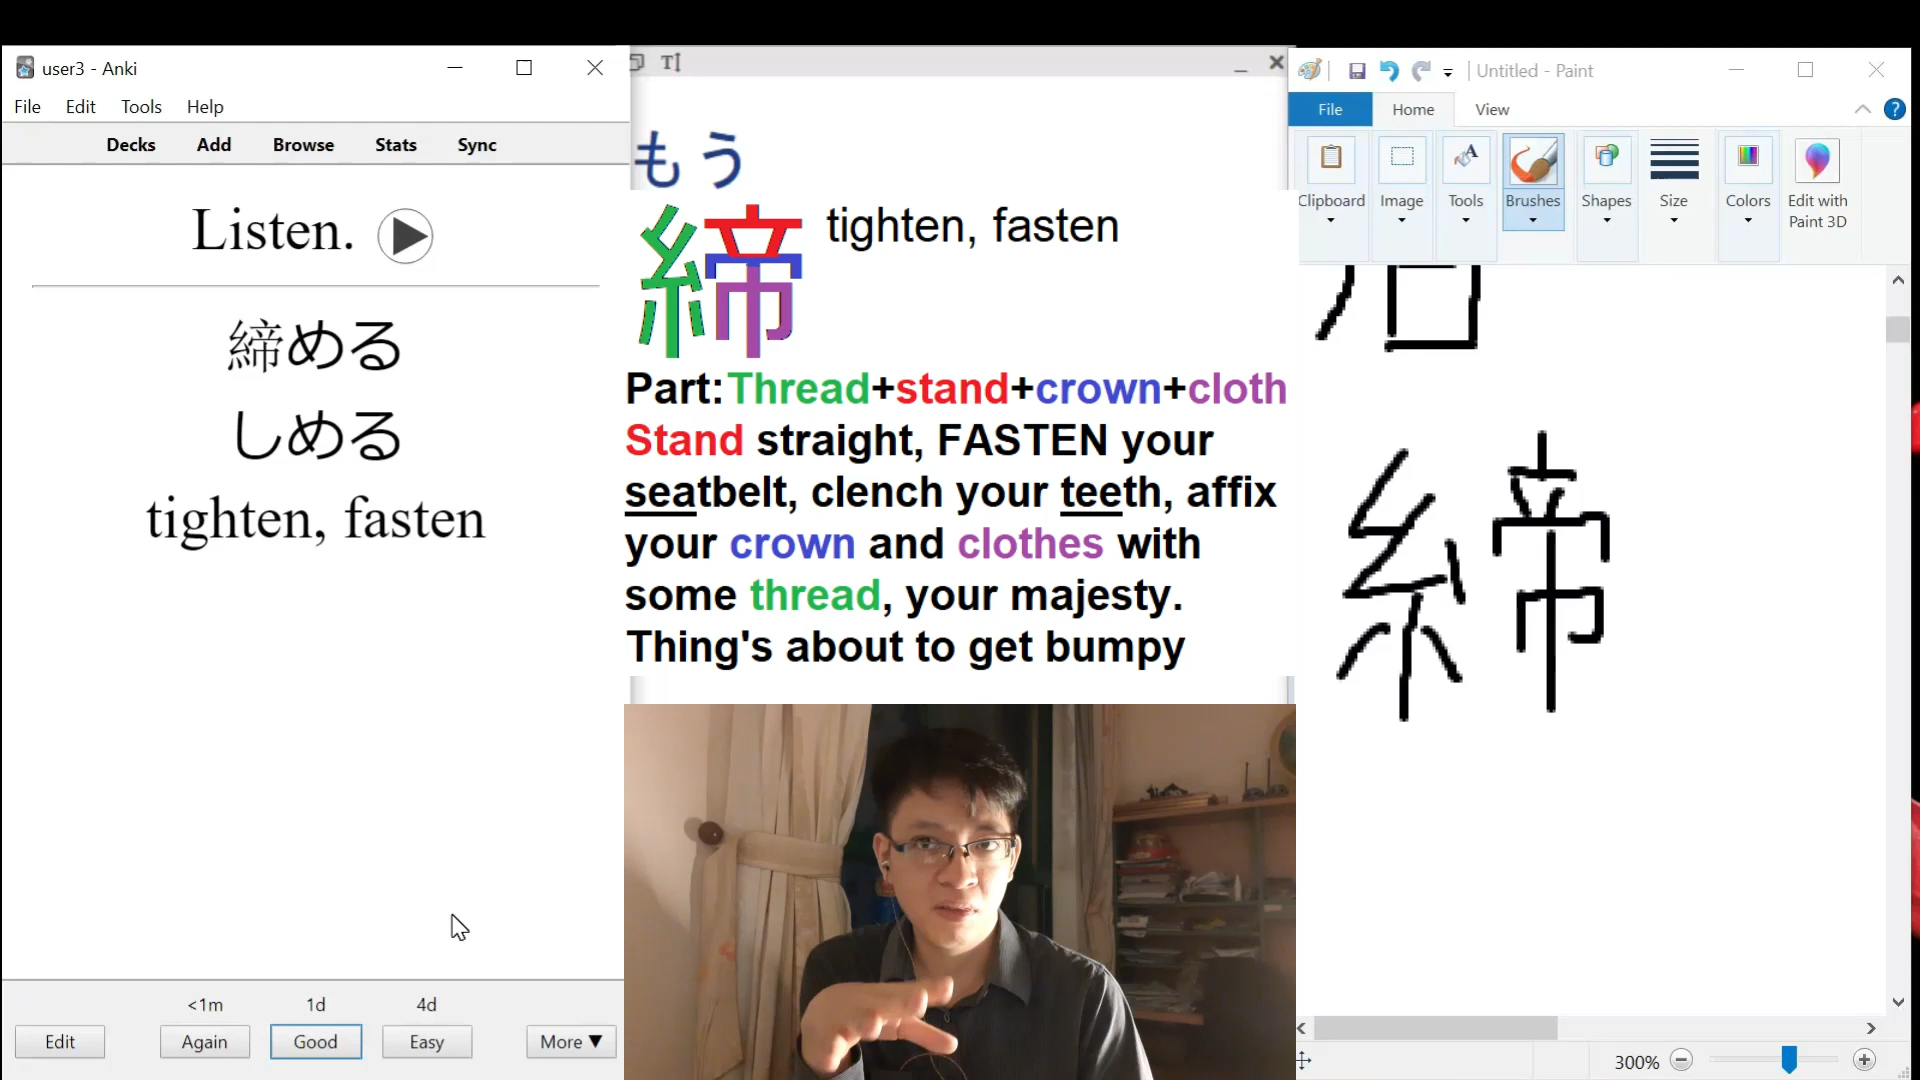 user3 - Anki
File Edit Tools Help
Decks Add Browse Stats Sync
Listen.
締める
しめる
tighten, fasten
<1m 1d 4d
Edit Again Good Easy More ▼
T
もう
締 tighten, fasten
Part:Thread+stand+crown+cloth
Stand straight, FASTEN your
seatbelt, clench your teeth, affix
your crown and clothes with
some thread, your majesty.
Thing's about to get bumpy
Untitled - Paint
File Home View
Clipboard Image Tools Brushes Shapes Size Colors Edit with
Paint 3D
締
300%